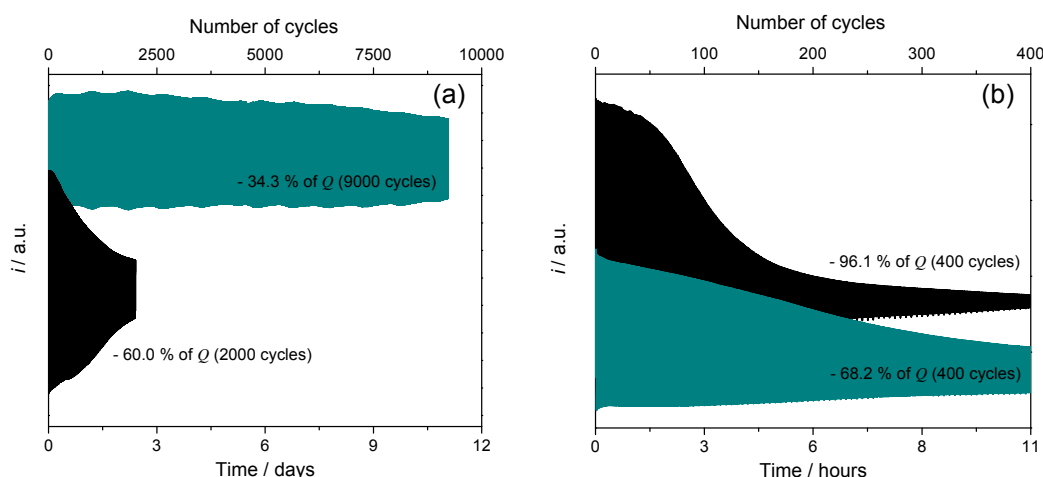 Number of cycles
0 2500 5000 7500 10000
(a)
- 34.3 % of Q (9000 cycles)
- 60.0 % of Q (2000 cycles)
i / a.u.
0 3 6 9 12
Time / days
Number of cycles
0 100 200 300 400
(b)
- 96.1 % of Q (400 cycles)
- 68.2 % of Q (400 cycles)
i / a.u.
0 3 6 8 11
Time / hours